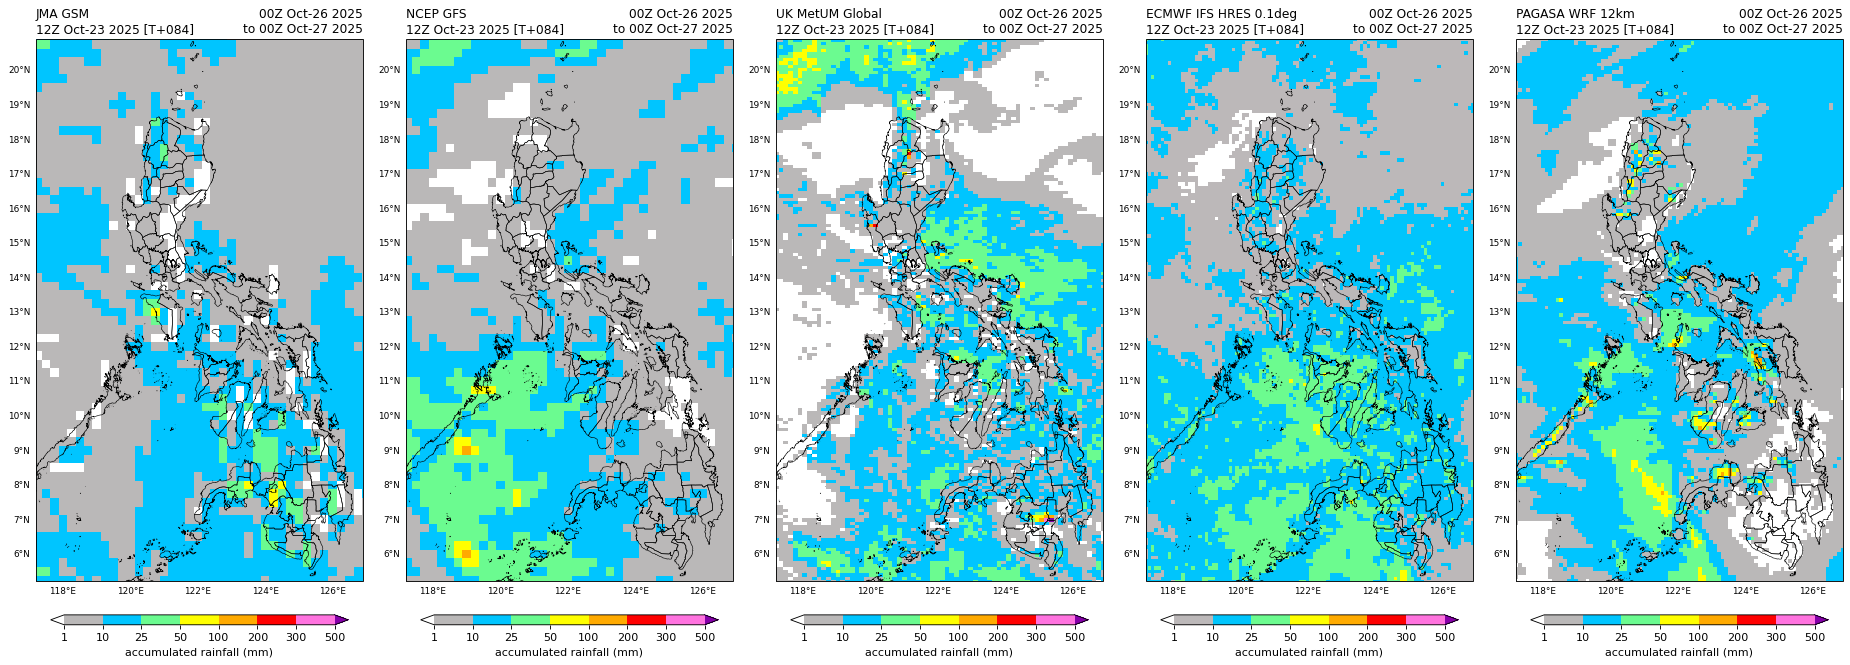 JMA GSM 00Z Oct-26 2025
12Z Oct-23 2025 [T+084] to 00Z Oct-27 2025
NCEP GFS 00Z Oct-26 2025
12Z Oct-23 2025 [T+084] to 00Z Oct-27 2025
UK MetUM Global 00Z Oct-26 2025
12Z Oct-23 2025 [T+084] to 00Z Oct-27 2025
ECMWF IFS HRES 0.1deg 00Z Oct-26 2025
12Z Oct-23 2025 [T+084] to 00Z Oct-27 2025
PAGASA WRF 12km 00Z Oct-26 2025
12Z Oct-23 2025 [T+084] to 00Z Oct-27 2025
20°N 20°N 20°N 20°N 20°N
19°N 19°N 19°N 19°N 19°N
18°N 18°N 18°N 18°N 18°N
17°N 17°N 17°N 17°N 17°N
16°N 16°N 16°N 16°N 16°N
15°N 15°N 15°N 15°N 15°N
14°N 14°N 14°N 14°N 14°N
13°N 13°N 13°N 13°N 13°N
12°N 12°N 12°N 12°N 12°N
11°N 11°N 11°N 11°N 11°N
10°N 10°N 10°N 10°N 10°N
9°N 9°N 9°N 9°N 9°N
8°N 8°N 8°N 8°N 8°N
7°N 7°N 7°N 7°N 7°N
6°N 6°N 6°N 6°N 6°N
118°E 120°E 122°E 124°E 126°E 118°E 120°E 122°E 124°E 126°E 118°E 120°E 122°E 124°E 126°E 118°E 120°E 122°E 124°E 126°E 118°E 120°E 122°E 124°E 126°E
1 10 25 50 100 200 300 500 1 10 25 50 100 200 300 500 1 10 25 50 100 200 300 500 1 10 25 50 100 200 300 500 1 10 25 50 100 200 300 500
accumulated rainfall (mm) accumulated rainfall (mm) accumulated rainfall (mm) accumulated rainfall (mm) accumulated rainfall (mm)